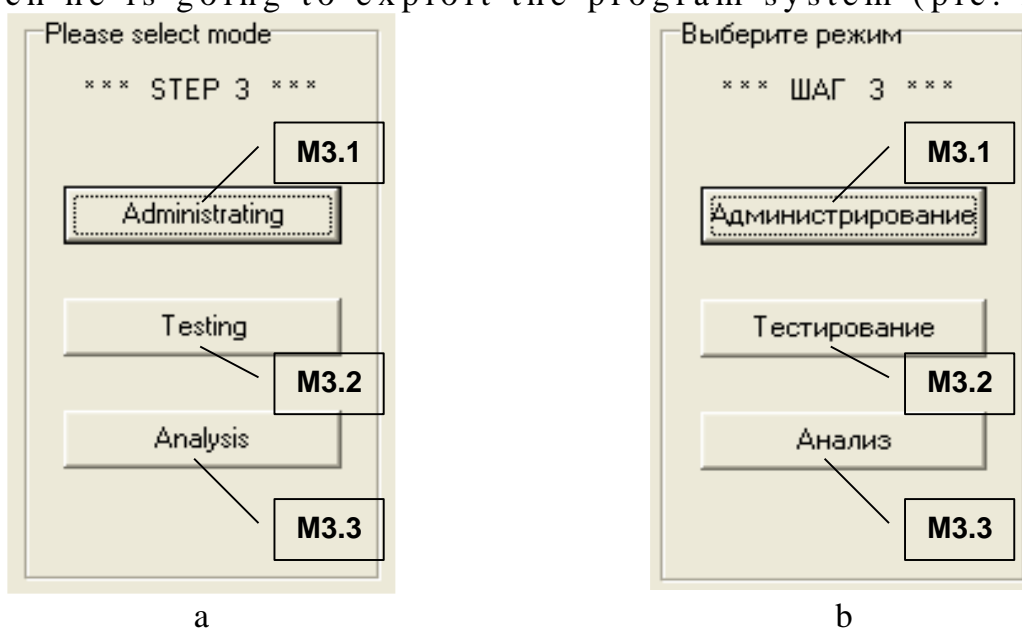 en he is going to exploit the program system (pic.
Please select mode
*** STEP 3 ***
M3.1
Administrating
Testing
M3.2
Analysis
M3.3
a
Выберите режим
*** ШАГ 3 ***
M3.1
Администрирование
Тестирование
M3.2
Анализ
M3.3
b